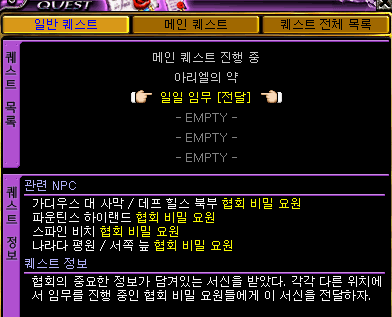 QUEST
일반 퀘스트 메인 퀘스트 퀘스트 전체 목록
퀘스트 목록
메인 퀘스트 진행 중
아리엘의 약
일일 임무 [전달]
- EMPTY -
- EMPTY -
- EMPTY -
퀘스트 정보
관련 NPC
가디우스 대 사막 / 데프 힐스 북부 협회 비밀 요원
파운틴스 하이랜드 협회 비밀 요원
스파인 비치 협회 비밀 요원
나라다 평원 / 서쪽 늪 협회 비밀 요원
퀘스트 정보
협회의 중요한 정보가 담겨있는 서신을 받았다. 각각 다른 위치에
서 임무를 진행 중인 협회 비밀 요원들에게 이 서신을 전달하자.